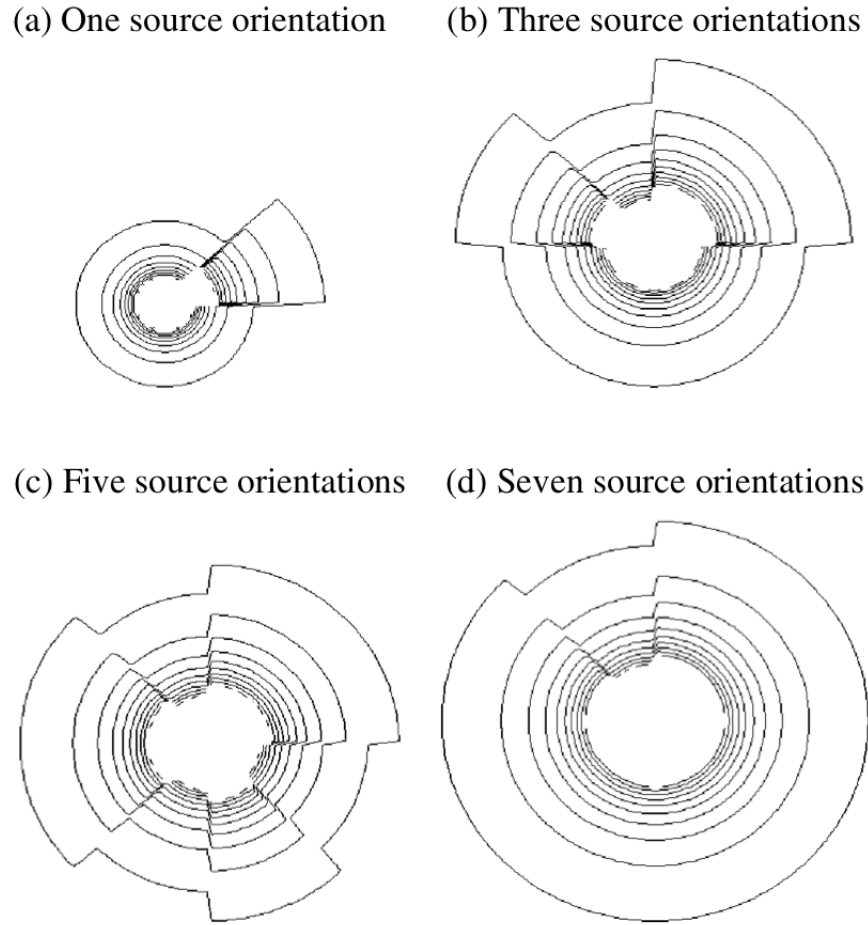 (a) One source orientation
(b) Three source orientations
(c) Five source orientations
(d) Seven source orientations